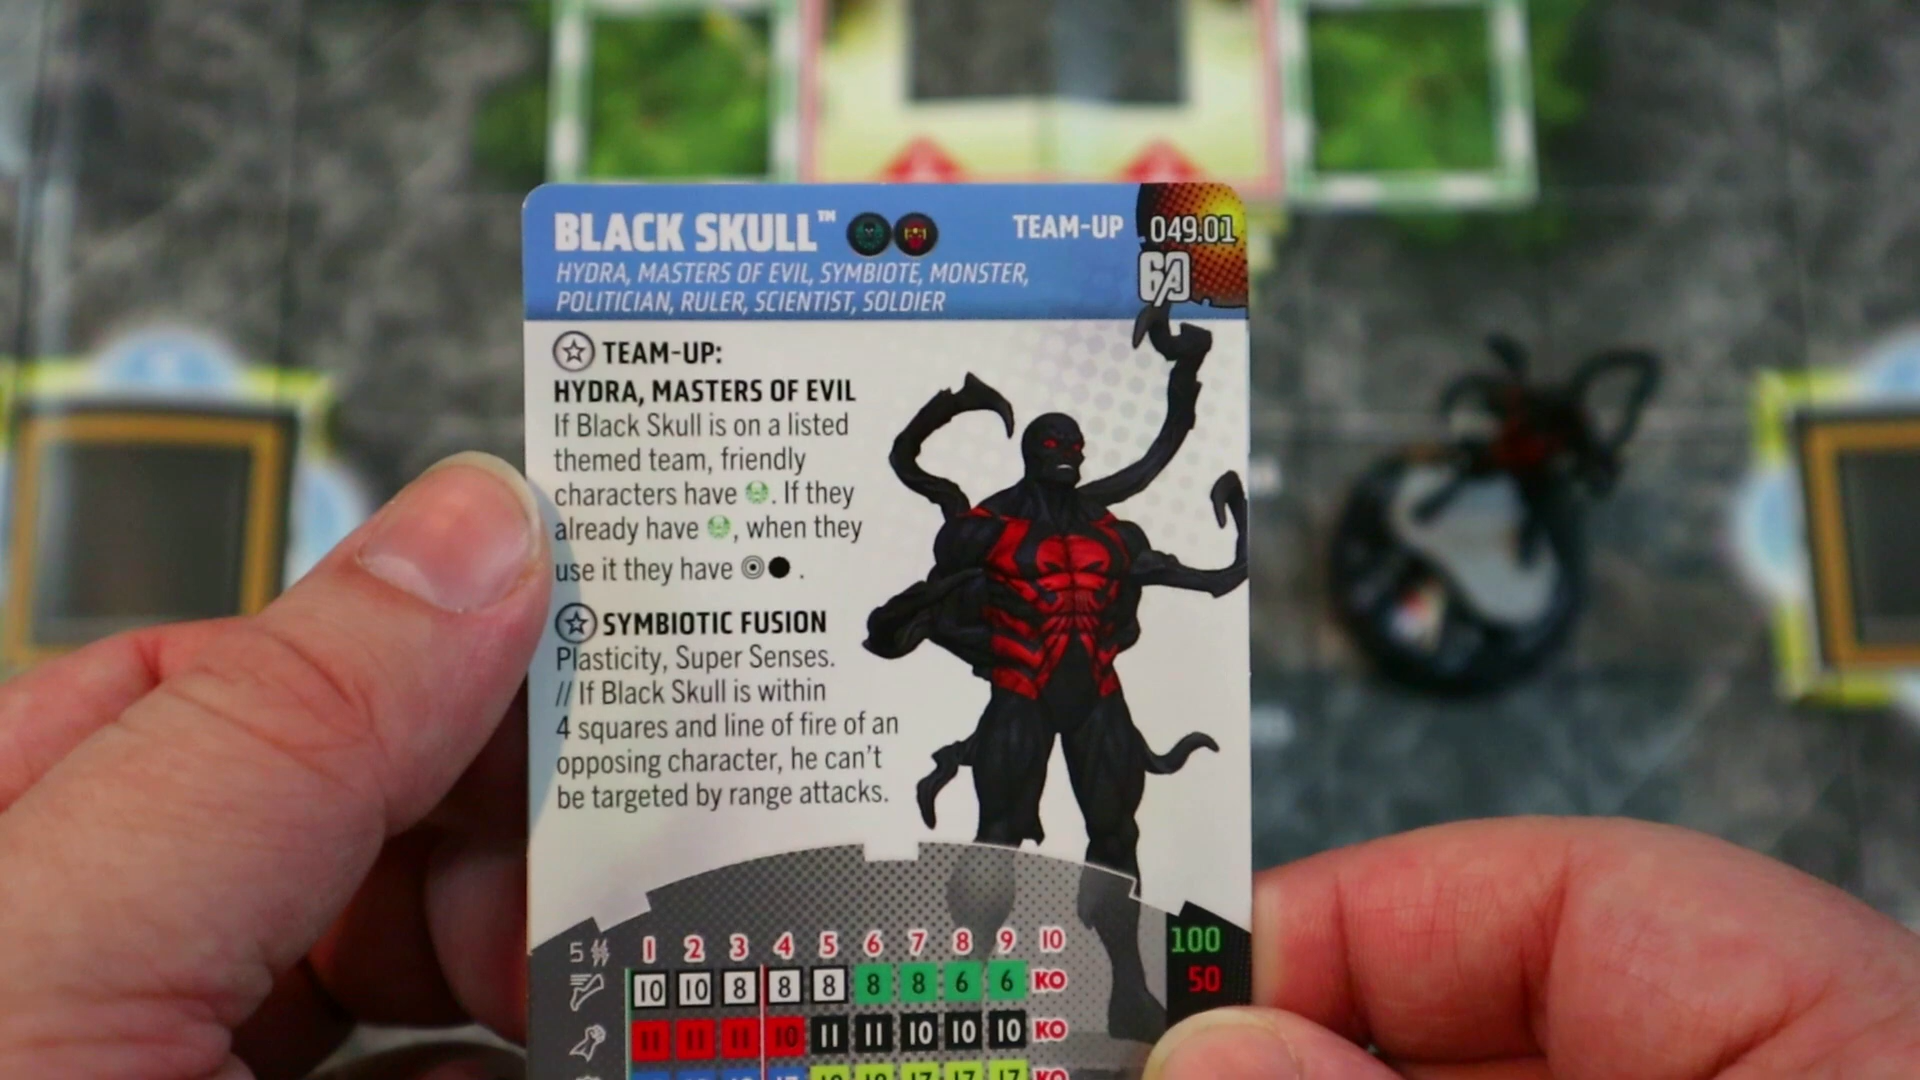 BLACK SKULL™ TEAM-UP 049.01
HYDRA, MASTERS OF EVIL, SYMBIOTE, MONSTER,
POLITICIAN, RULER, SCIENTIST, SOLDIER
60
TEAM-UP:
HYDRA, MASTERS OF EVIL
If Black Skull is on a listed
themed team, friendly
characters have . If they
already have , when they
use it they have .
SYMBIOTIC FUSION
Plasticity, Super Senses.
// If Black Skull is within
4 squares and line of fire of an
opposing character, he can't
be targeted by range attacks.
5 1 2 3 4 5 6 7 8 9 10
100
50
10 10 8 8 8 8 8 6 6 KO
11 11 11 10 11 11 10 10 10 KO
17 17 17 KO